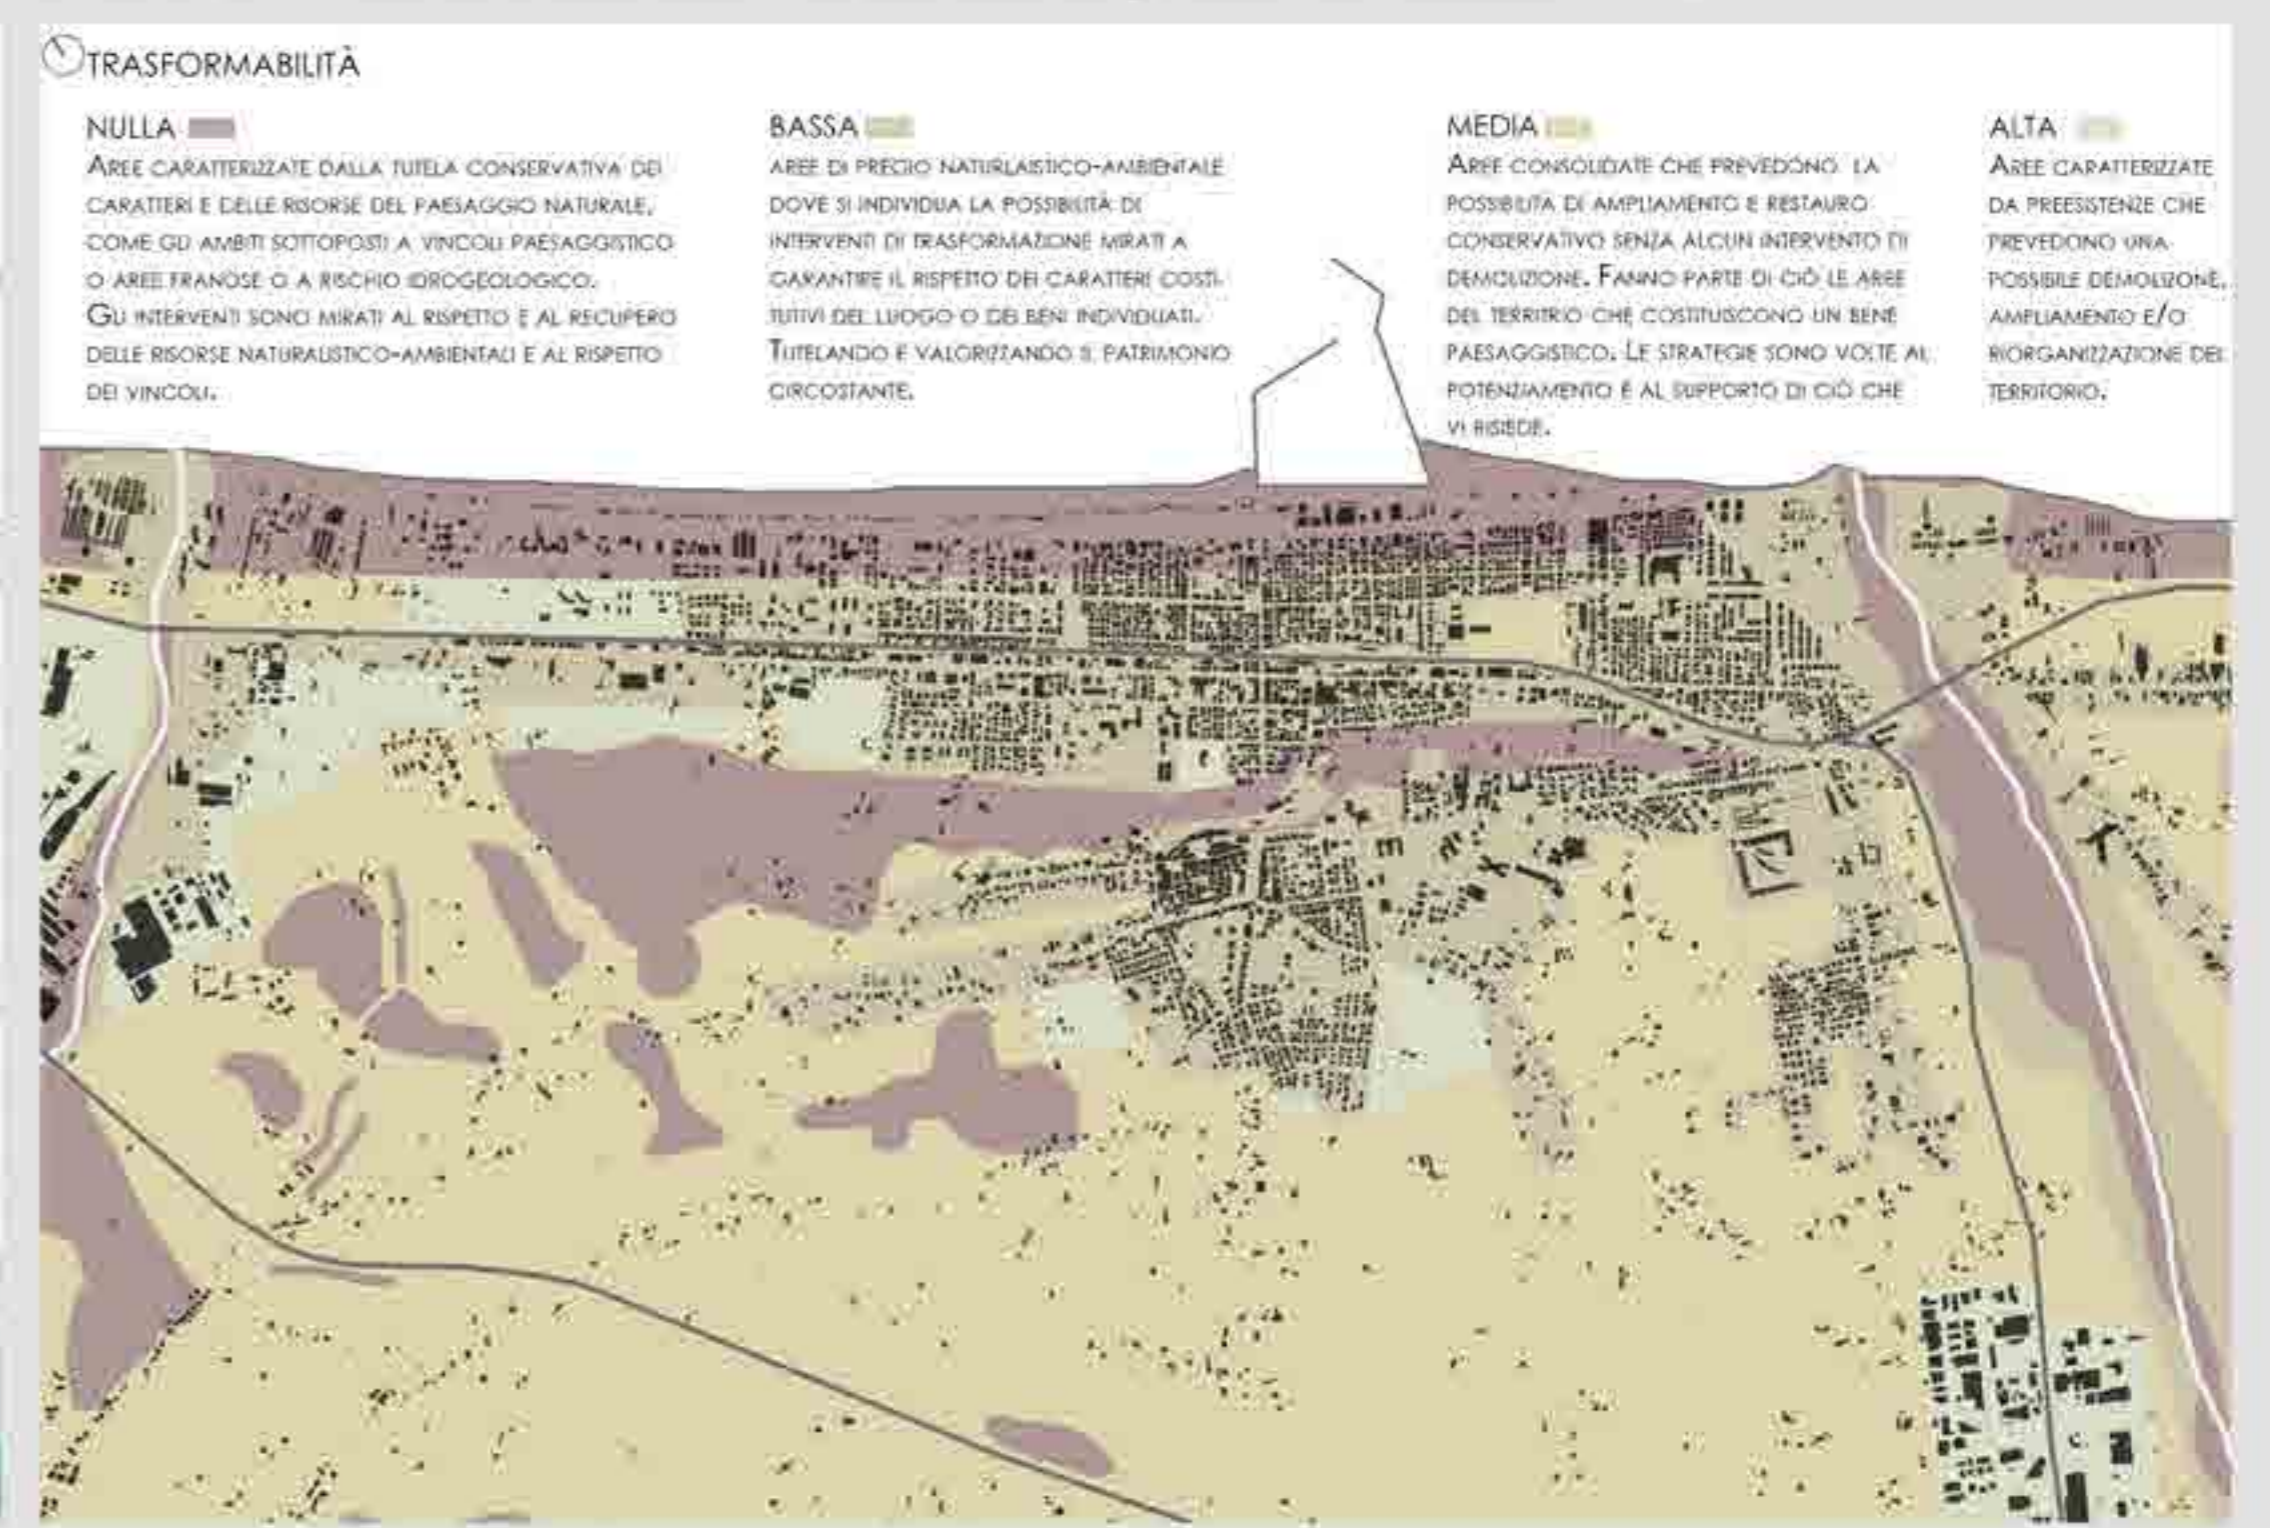 TRASFORMABILITÀ
NULLA
AREE CARATTERIZZATE DALLA TUTELA CONSERVATIVA DEI
CARATTERI E DELLE RISORSE DEL PAESAGGIO NATURALE,
COME GLI AMBITI SOTTOPOSTI A VINCOLI PAESAGGISTICO
O AREE FRANOSE O A RISCHIO IDROGEOLOGICO.
GLI INTERVENTI SONO MIRATI AL RISPETTO E AL RECUPERO
DELLE RISORSE NATURALISTICO-AMBIENTALI E AL RISPETTO
DEI VINCOLI.
BASSA
AREE DI PREGIO NATURLAISTICO-AMBIENTALE
DOVE SI INDIVIDUA LA POSSIBILITÀ DI
INTERVENTI DI TRASFORMAZIONE MIRATI A
GARANTIRE IL RISPETTO DEI CARATTERI COSTI-
TUTIVI DEL LUOGO O DEI BENI INDIVIDUATI.
TUTELANDO E VALORIZZANDO IL PATRIMONIO
CIRCOSTANTE.
MEDIA
AREE CONSOLIDATE CHE PREVEDONO LA
POSSIBILITÀ DI AMPLIAMENTO E RESTAURO
CONSERVATIVO SENZA ALCUN INTERVENTO DI
DEMOLIZIONE. FANNO PARTE DI CIÒ LE AREE
DEL TERRITRIO CHE COSTITUISCONO UN BENE
PAESAGGISTICO. LE STRATEGIE SONO VOLTE AL
POTENZIAMENTO E AL SUPPORTO DI CIÒ CHE
VI RISIEDE.
ALTA
AREE CARATTERIZZATE
DA PREESISTENZE CHE
PREVEDONO UNA
POSSIBILE DEMOLIZONE,
AMPLIAMENTO E/O
RIORGANIZZAZIONE DEL
TERRITORIO.